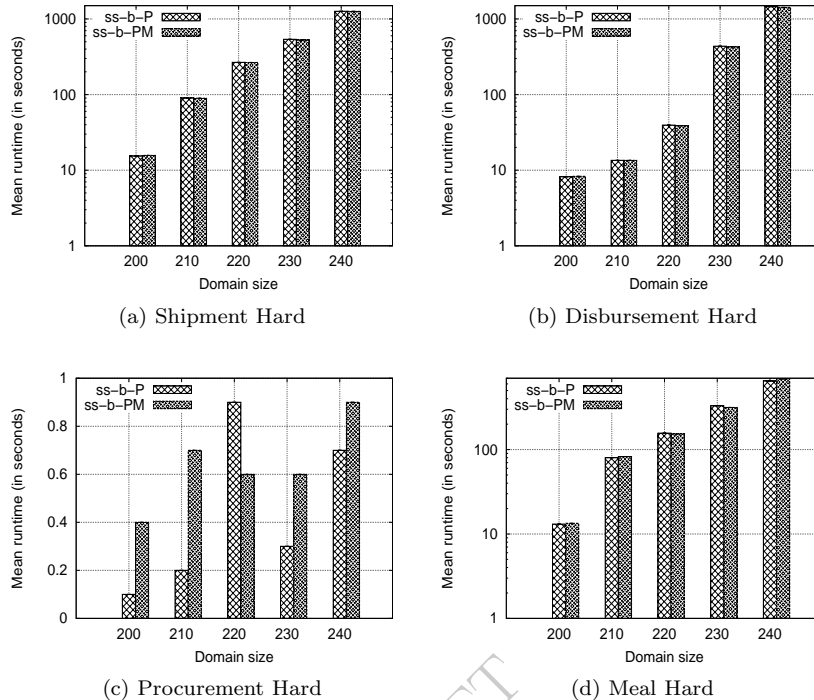 1000
100
10
1
Mean runtime (in seconds)
ss-b-P
ss-b-PM
200 210 220 230 240
Domain size
(a) Shipment Hard
1000
100
10
1
Mean runtime (in seconds)
ss-b-P
ss-b-PM
200 210 220 230 240
Domain size
(b) Disbursement Hard
1
0.8
0.6
0.4
0.2
0
Mean runtime (in seconds)
ss-b-P
ss-b-PM
200 210 220 230 240
Domain size
(c) Procurement Hard
100
10
1
Mean runtime (in seconds)
ss-b-P
ss-b-PM
200 210 220 230 240
Domain size
(d) Meal Hard